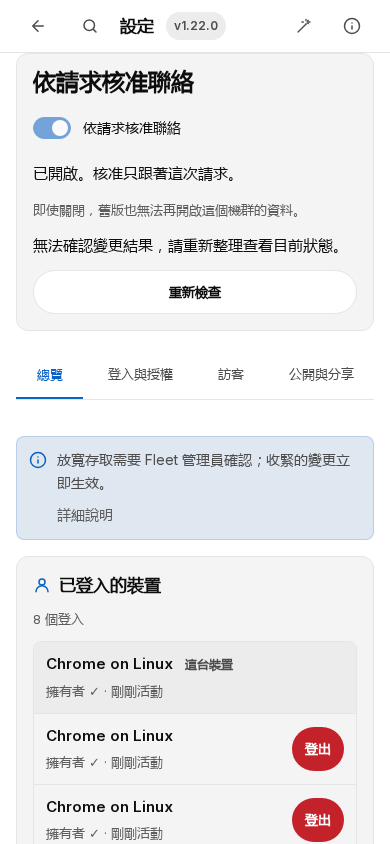 設定 v1.22.0
依請求核准聯絡
依請求核准聯絡
已開啟。核准只跟著這次請求。
即使關閉，舊版也無法再開啟這個機群的資料。
無法確認變更結果，請重新整理查看目前狀態。
重新檢查
總覽 登入與授權 訪客 公開與分享
放寬存取需要 Fleet 管理員確認；收緊的變更立
即生效。
詳細說明
已登入的裝置
8 個登入
Chrome on Linux 這台裝置
擁有者 ✓ · 剛剛活動
Chrome on Linux
擁有者 ✓ · 剛剛活動
登出
Chrome on Linux
擁有者 ✓ · 剛剛活動
登出